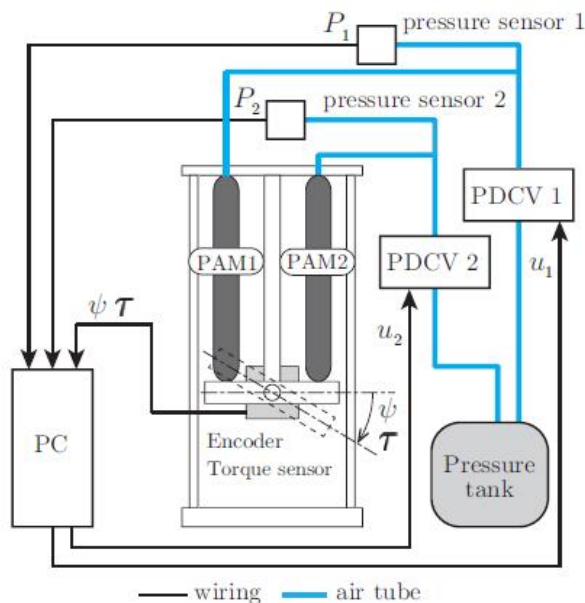 P₁
pressure sensor 1
P₂
pressure sensor 2
PDCV 1
PAM1
PAM2
PDCV 2
u₁
ψ τ
u₂
ψ
τ
PC
Encoder
Torque sensor
Pressure
tank
wiring
air tube